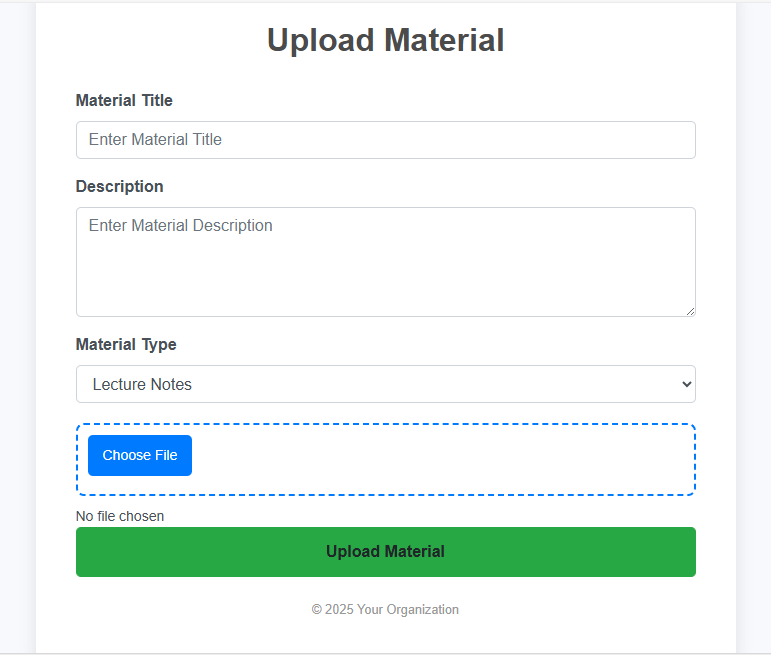 Upload Material
Material Title
Enter Material Title
Description
Enter Material Description
Material Type
Lecture Notes
Choose File
No file chosen
Upload Material
© 2025 Your Organization